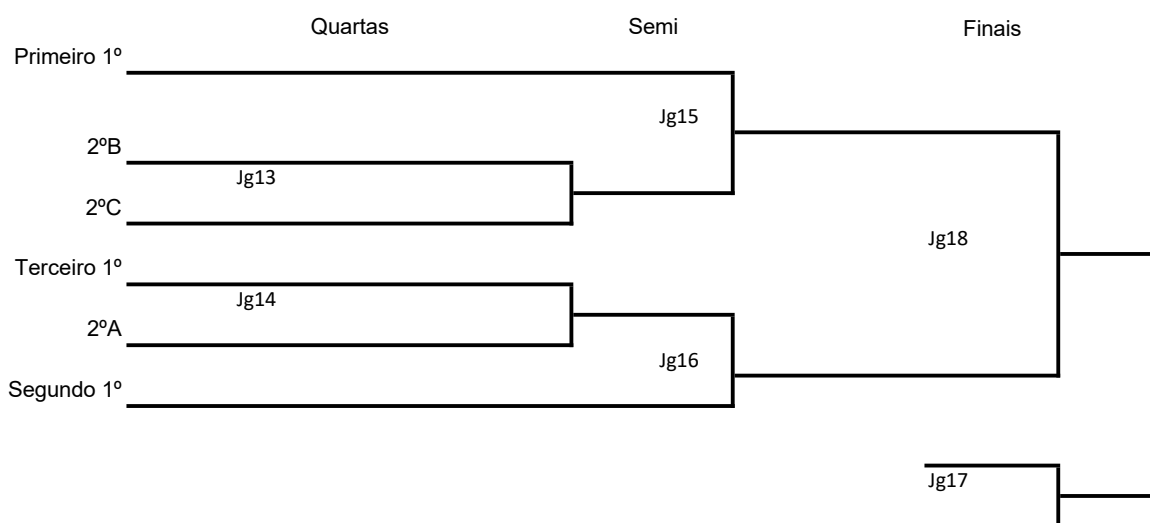 Quartas Semi Finais
Primeiro 1º
Jg15
2ºB
Jg13
2ºC
Jg18
Terceiro 1º
Jg14
2ºA
Jg16
Segundo 1º
Jg17